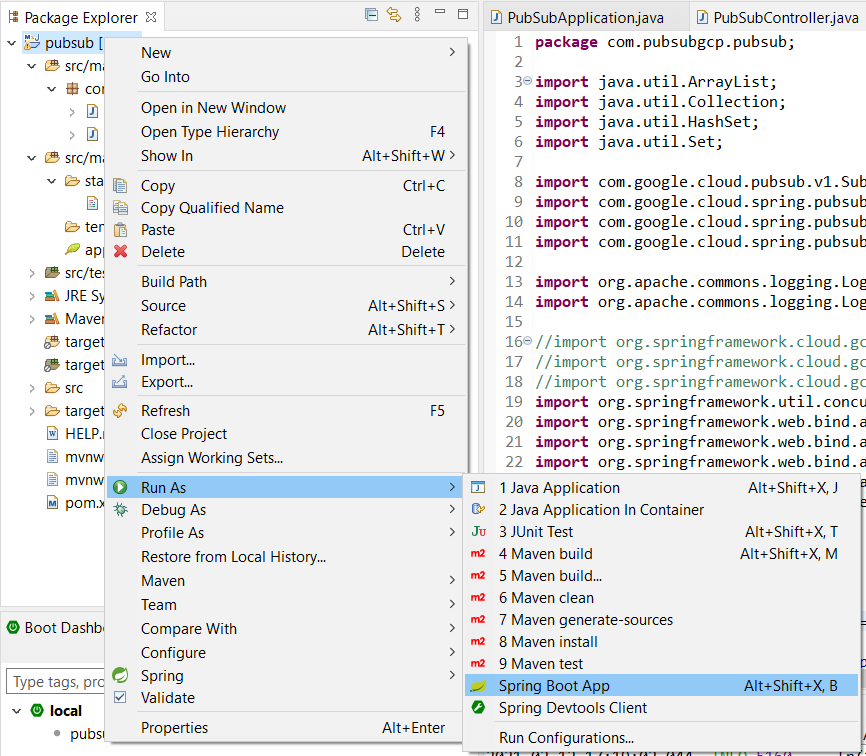 Package Explorer
PubSubApplication.java
PubSubController.java
pubsub [
src/ma
con
src/ma
sta
ter
app
src/tes
JRE Sy
Maven
target
target
src
target
HELP.
mvnw
mvnw
pom.x
Boot Dashb
Type tags, pro
local
pubsu
New
Go Into
Open in New Window
Open Type Hierarchy F4
Show In Alt+Shift+W
Copy Ctrl+C
Copy Qualified Name
Paste Ctrl+V
Delete Delete
Build Path
Source Alt+Shift+S
Refactor Alt+Shift+T
Import...
Export...
Refresh F5
Close Project
Assign Working Sets...
Run As
Debug As
Profile As
Restore from Local History...
Maven
Team
Compare With
Configure
Spring
Validate
Properties Alt+Enter
1 package com.pubsubgcp.pubsub;
2
3 import java.util.ArrayList;
4 import java.util.Collection;
5 import java.util.HashSet;
6 import java.util.Set;
7
8 import com.google.cloud.pubsub.v1.Sub
9 import com.google.cloud.spring.pubsub
10 import com.google.cloud.spring.pubsub
11 import com.google.cloud.spring.pubsub
12
13 import org.apache.commons.logging.Log
14 import org.apache.commons.logging.Log
15
16 //import org.springframework.cloud.gc
17 //import org.springframework.cloud.gc
18 //import org.springframework.cloud.gc
19 import org.springframework.util.concu
20 import org.springframework.web.bind.a
21 import org.springframework.web.bind.a
22 import org.springframework.web.bind.a
1 Java Application Alt+Shift+X, J
2 Java Application In Container
3 JUnit Test Alt+Shift+X, T
4 Maven build Alt+Shift+X, M
5 Maven build...
6 Maven clean
7 Maven generate-sources
8 Maven install
9 Maven test
Spring Boot App Alt+Shift+X, B
Spring Devtools Client
Run Configurations...